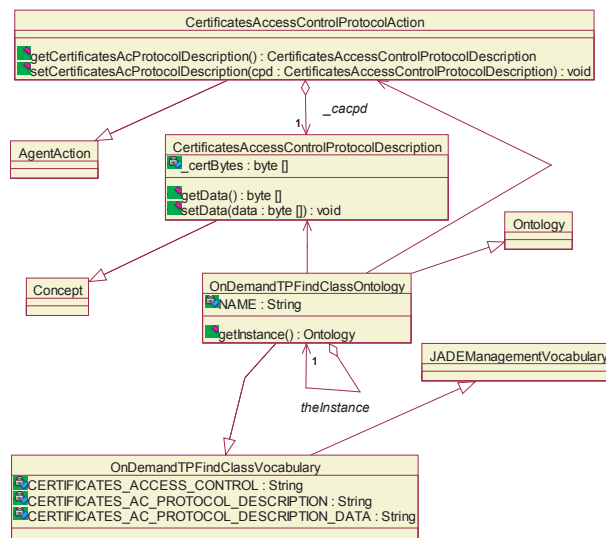 CertificatesAccessControlProtocolAction
getCertificatesAcProtocolDescription() : CertificatesAccessControlProtocolDescription
setCertificatesAcProtocolDescription(cpd : CertificatesAccessControlProtocolDescription) : void
_cacpd
1
AgentAction
CertificatesAccessControlProtocolDescription
_certBytes : byte []
getData() : byte []
setData(data : byte []) : void
Ontology
Concept
OnDemandTPFindClassOntology
NAME : String
getInstance() : Ontology
1
theInstance
JADEManagementVocabulary
OnDemandTPFindClassVocabulary
CERTIFICATES_ACCESS_CONTROL : String
CERTIFICATES_AC_PROTOCOL_DESCRIPTION : String
CERTIFICATES_AC_PROTOCOL_DESCRIPTION_DATA : String